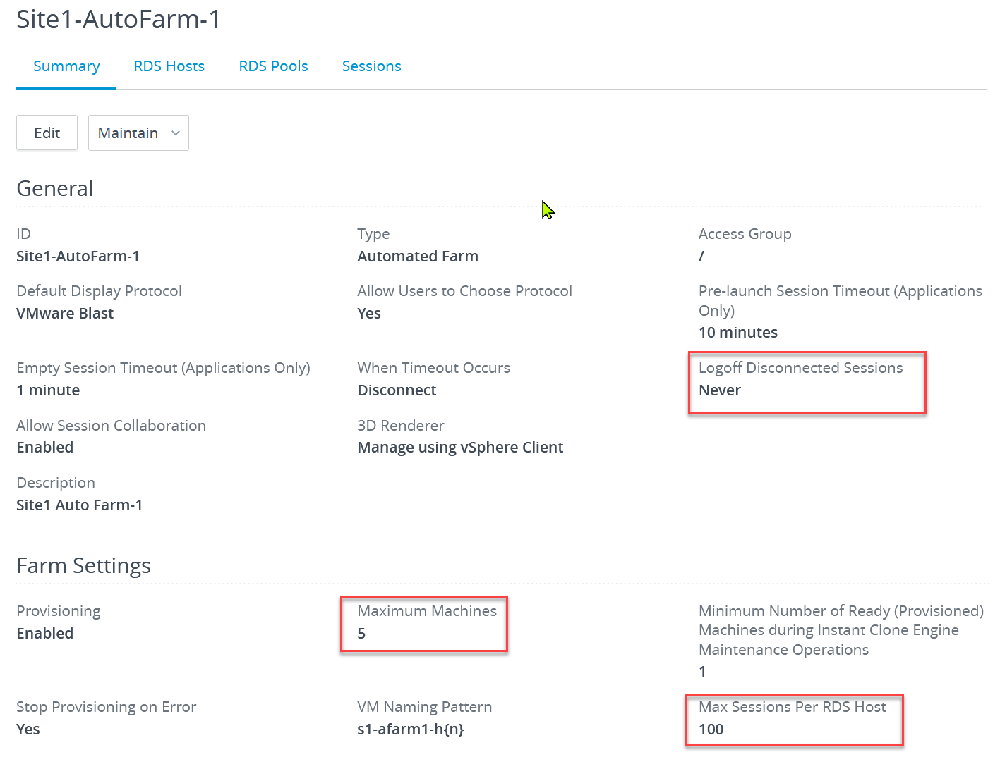 Site1-AutoFarm-1
Summary RDS Hosts RDS Pools Sessions
Edit Maintain
General
ID
Site1-AutoFarm-1
Type
Automated Farm
Access Group
/
Default Display Protocol
VMware Blast
Allow Users to Choose Protocol
Yes
Pre-launch Session Timeout (Applications
Only)
10 minutes
Empty Session Timeout (Applications Only)
1 minute
When Timeout Occurs
Disconnect
Logoff Disconnected Sessions
Never
Allow Session Collaboration
Enabled
3D Renderer
Manage using vSphere Client
Description
Site1 Auto Farm-1
Farm Settings
Provisioning
Enabled
Maximum Machines
5
Minimum Number of Ready (Provisioned)
Machines during Instant Clone Engine
Maintenance Operations
1
Stop Provisioning on Error
Yes
VM Naming Pattern
s1-afarm1-h{n}
Max Sessions Per RDS Host
100